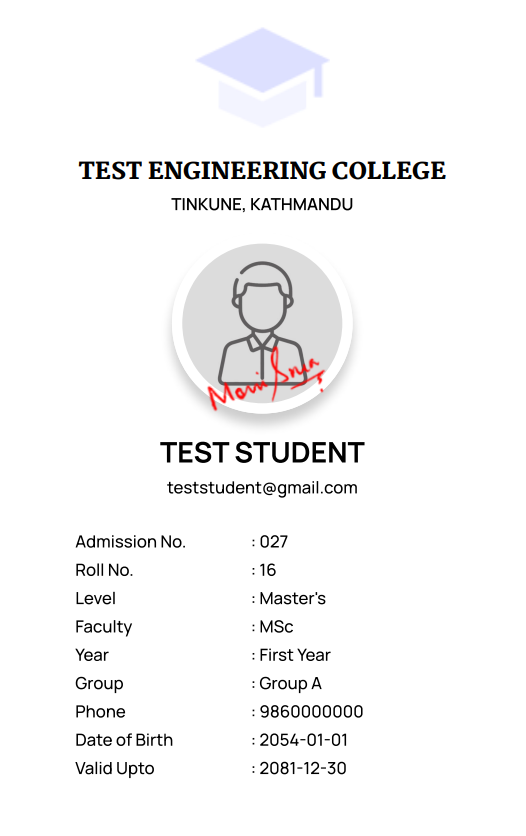 TEST ENGINEERING COLLEGE
TINKUNE, KATHMANDU
TEST STUDENT
teststudent@gmail.com
Admission No. : 027
Roll No. : 16
Level : Master's
Faculty : MSc
Year : First Year
Group : Group A
Phone : 9860000000
Date of Birth : 2054-01-01
Valid Upto : 2081-12-30